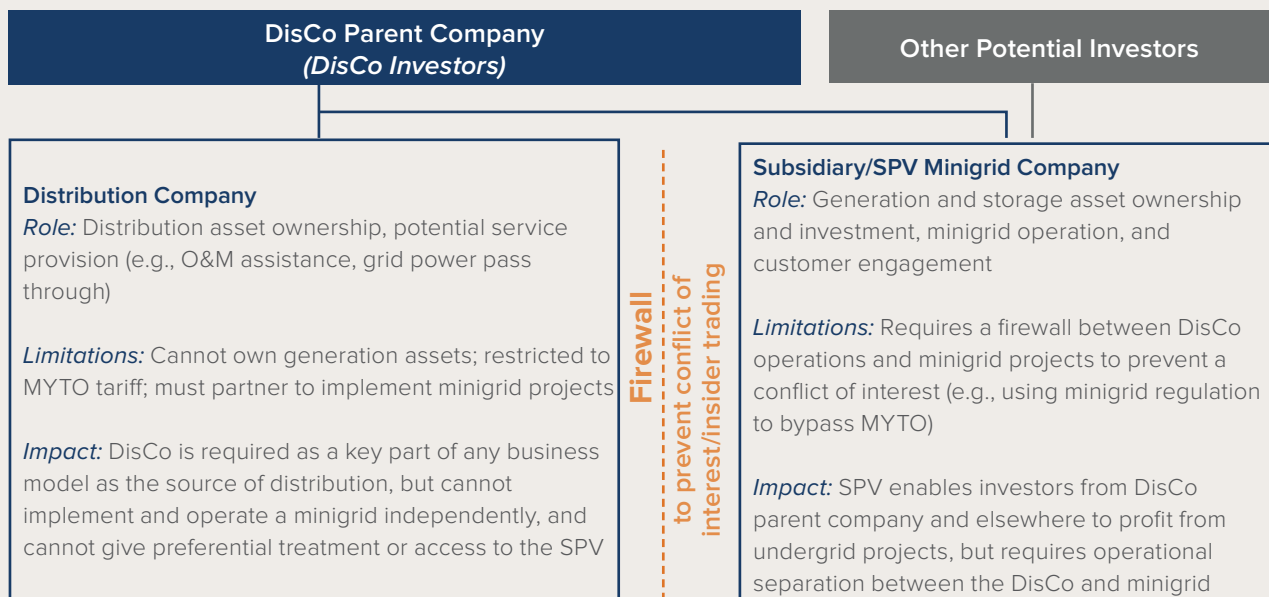 DisCo Parent Company
(DisCo Investors)
Other Potential Investors
Distribution Company
Role: Distribution asset ownership, potential service
provision (e.g., O&M assistance, grid power pass
through)
Limitations: Cannot own generation assets; restricted to
MYTO tariff; must partner to implement minigrid projects
Impact: DisCo is required as a key part of any business
model as the source of distribution, but cannot
implement and operate a minigrid independently, and
cannot give preferential treatment or access to the SPV
Firewall
to prevent conflict of
interest/insider trading
Subsidiary/SPV Minigrid Company
Role: Generation and storage asset ownership
and investment, minigrid operation, and
customer engagement
Limitations: Requires a firewall between DisCo
operations and minigrid projects to prevent a
conflict of interest (e.g., using minigrid regulation
to bypass MYTO)
Impact: SPV enables investors from DisCo
parent company and elsewhere to profit from
undergrid projects, but requires operational
separation between the DisCo and minigrid